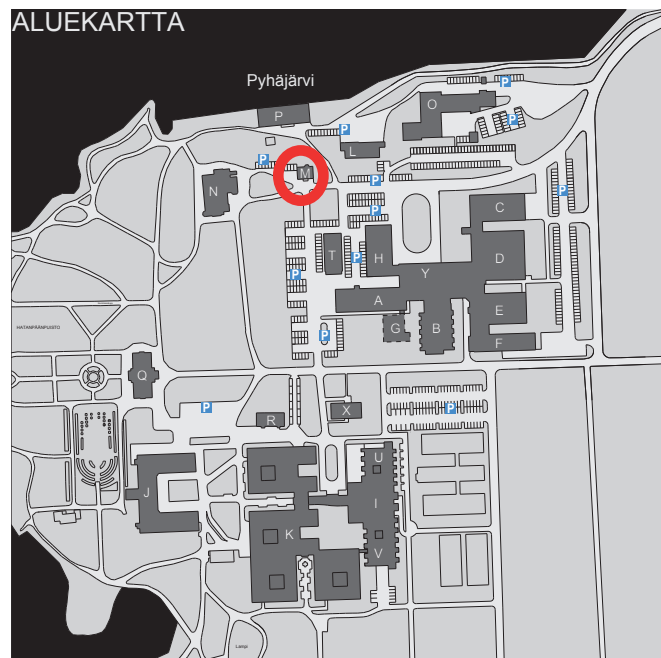 ALUEKARTTA
Pyhäjärvi
P
O
P
P
P
L
P
M
P
N
P
C
T
H
P
Y
D
P
A
E
HATANPÄÄNPUISTO
G
B
P
F
Q
P
X
P
R
U
J
I
K
V
Lampi